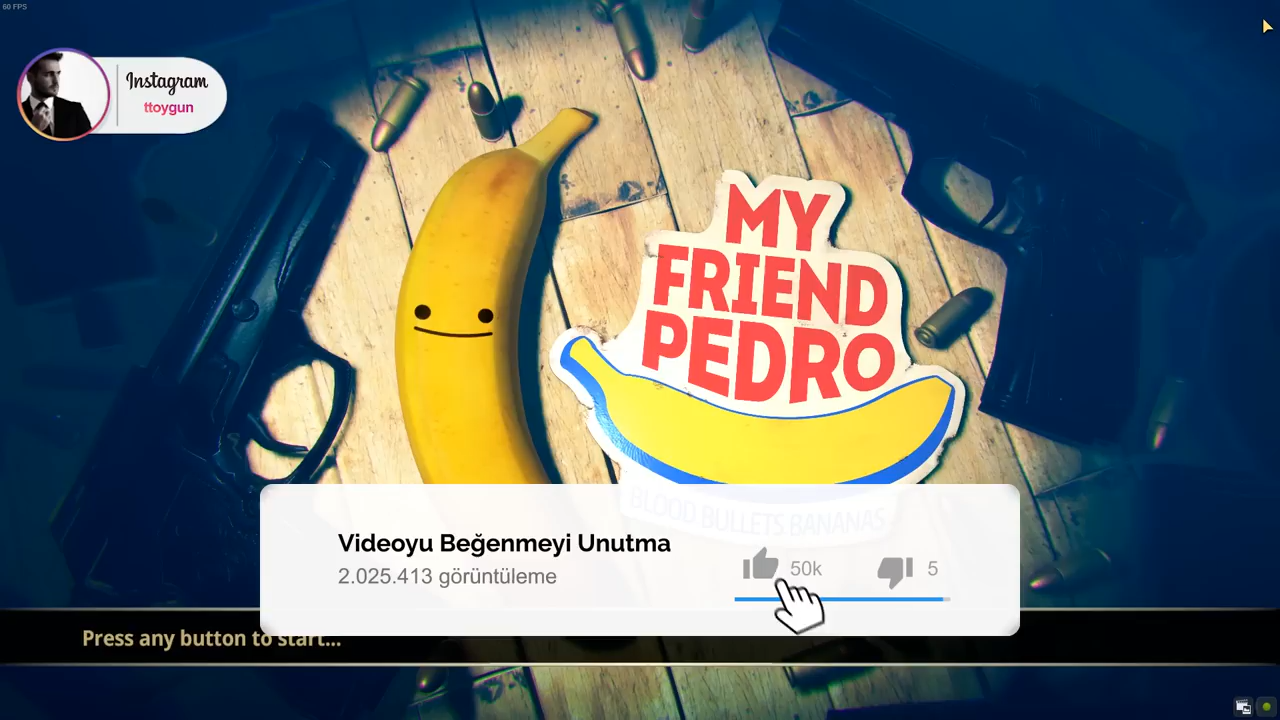 60 FPS
Instagram
ttoygun
MY
FRIEND
PEDRO
BLOOD BULLETS BANANAS
Videoyu Beğenmeyi Unutma
2.025.413 görüntüleme
50k
5
Press any button to start...